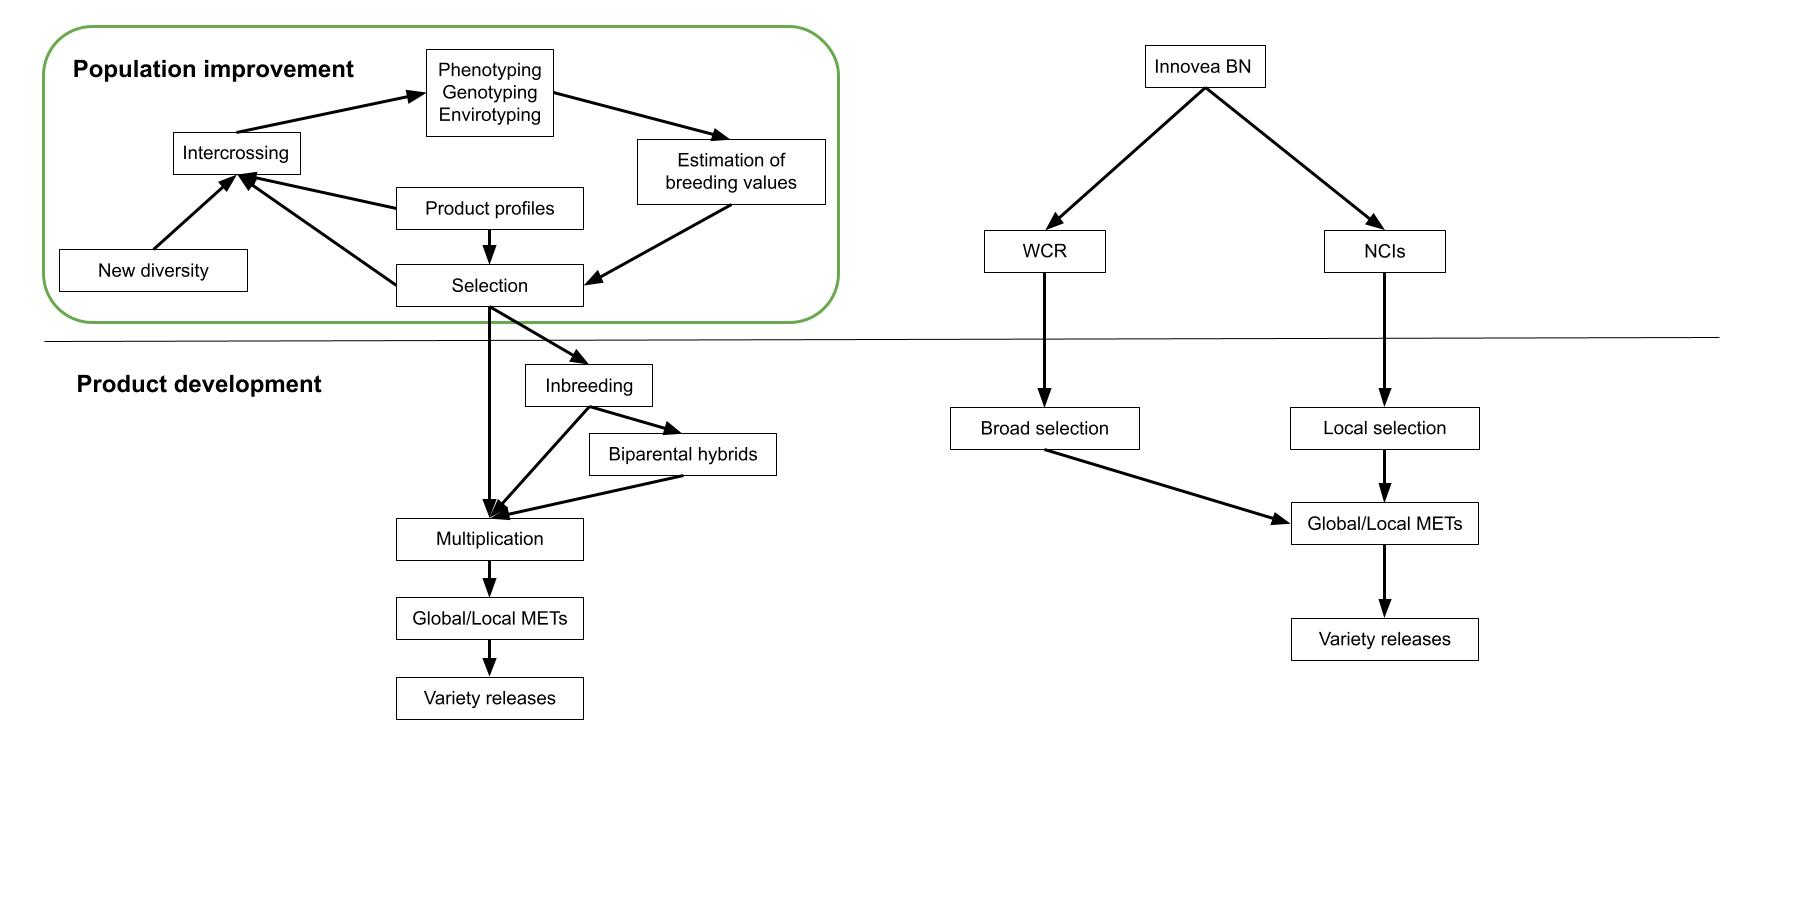 Population improvement
Phenotyping
Genotyping
Envirotyping
Intercrossing
Estimation of
breeding values
Product profiles
New diversity
Selection
Product development
Inbreeding
Biparental hybrids
Multiplication
Global/Local METs
Variety releases
Innovea BN
WCR
NCIs
Broad selection
Local selection
Global/Local METs
Variety releases